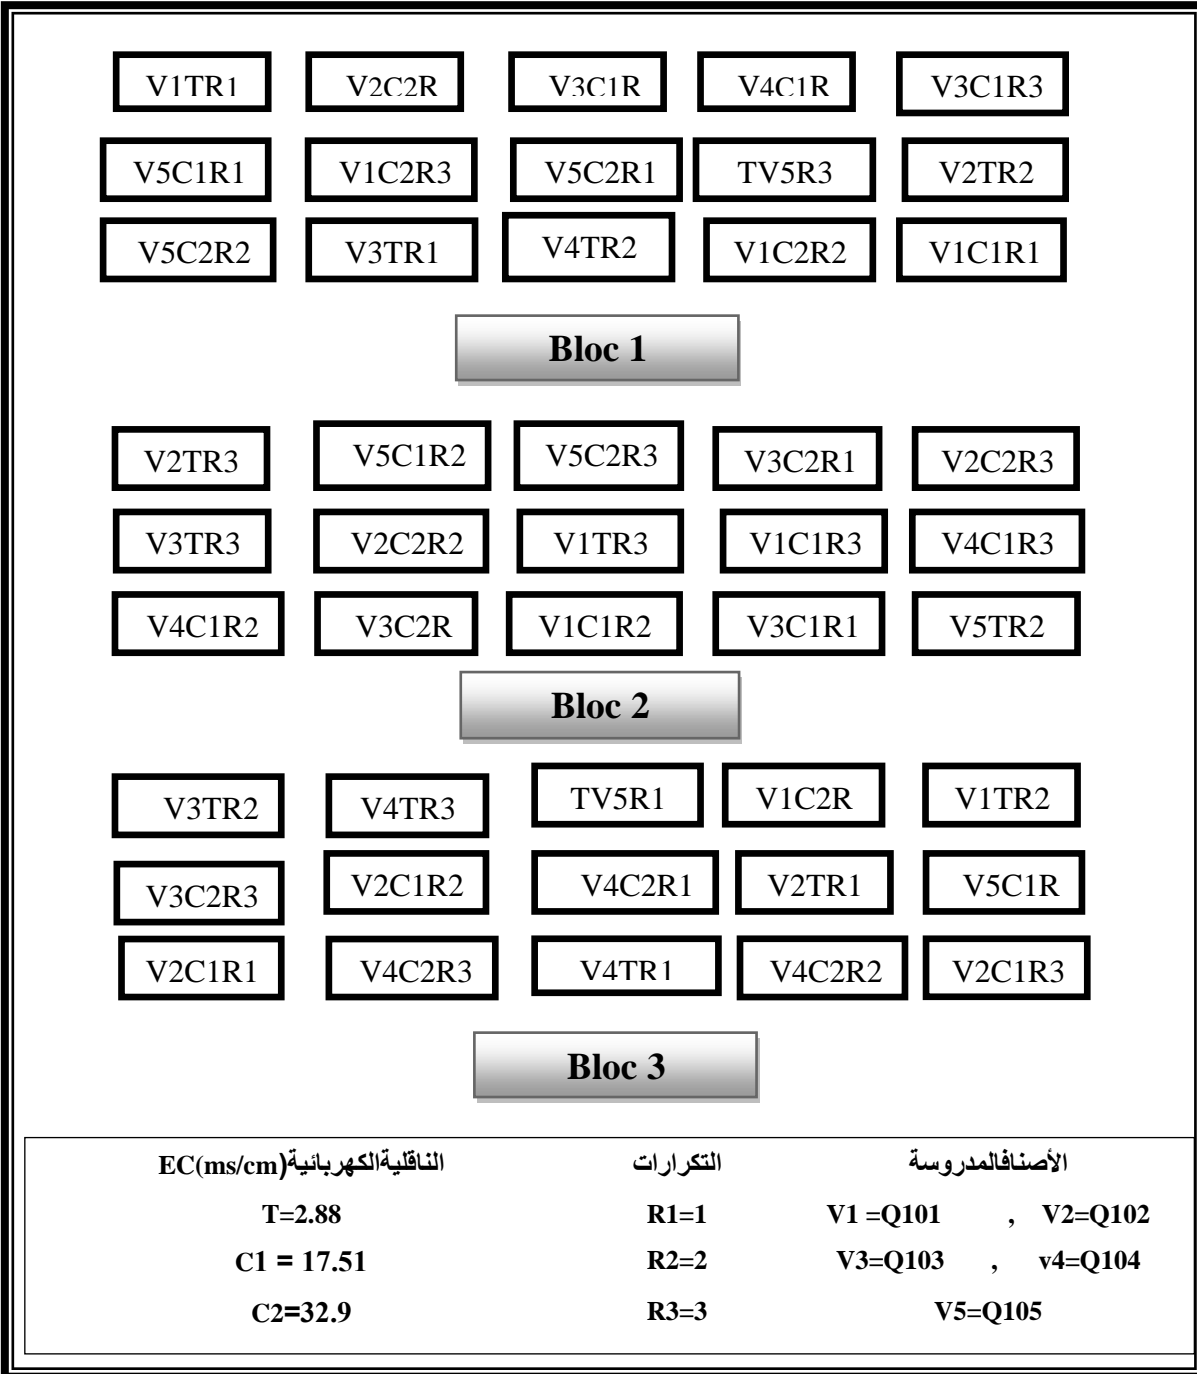 V1TR1 V2C2R V3C1R V4C1R V3C1R3
V5C1R1 V1C2R3 V5C2R1 TV5R3 V2TR2
V5C2R2 V3TR1 V4TR2 V1C2R2 V1C1R1
Bloc 1
V2TR3 V5C1R2 V5C2R3 V3C2R1 V2C2R3
V3TR3 V2C2R2 V1TR3 V1C1R3 V4C1R3
V4C1R2 V3C2R V1C1R2 V3C1R1 V5TR2
Bloc 2
V3TR2 V4TR3 TV5R1 V1C2R V1TR2
V3C2R3 V2C1R2 V4C2R1 V2TR1 V5C1R
V2C1R1 V4C2R3 V4TR1 V4C2R2 V2C1R3
Bloc 3
الأصنافالمدروسة التكرارات الناقليةالكهربائية(EC(ms/cm
V1 =Q101 , V2=Q102 R1=1 T=2.88
V3=Q103 , v4=Q104 R2=2 C1 = 17.51
V5=Q105 R3=3 C2=32.9